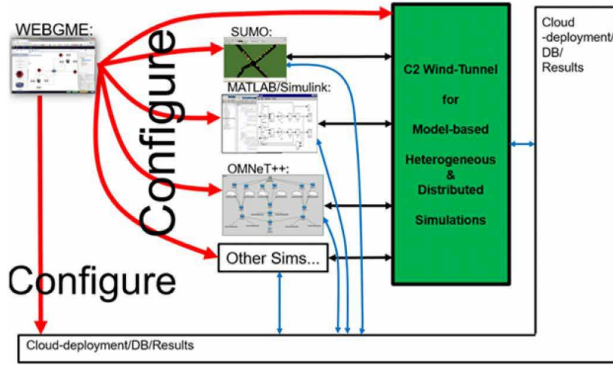 WEBGME:
SUMO:
MATLAB/Simulink:
OMNeT++:
Other Sims...
Configure
Configure
C2 Wind-Tunnel
for
Model-based
Heterogeneous
&
Distributed
Simulations
Cloud
-deployment/
DB/
Results
Cloud-deployment/DB/Results